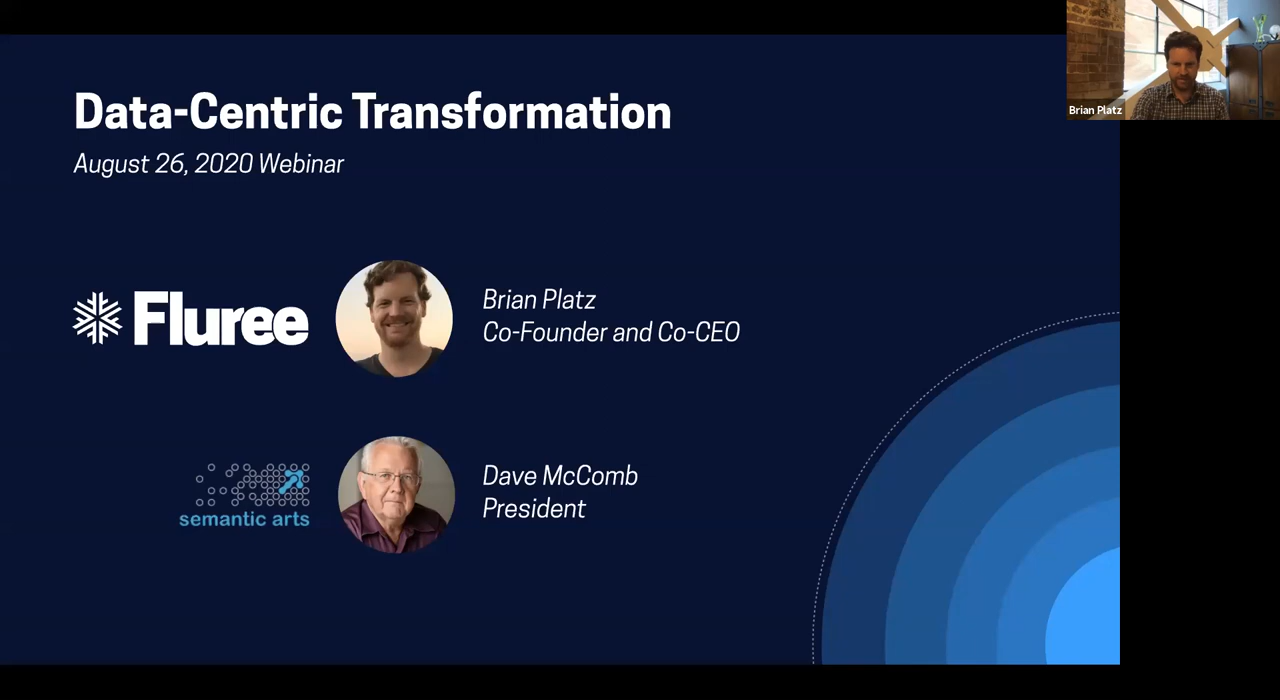 Data-Centric Transformation
August 26, 2020 Webinar
Brian Platz
Fluree
Brian Platz
Co-Founder and Co-CEO
semantic arts
Dave McComb
President